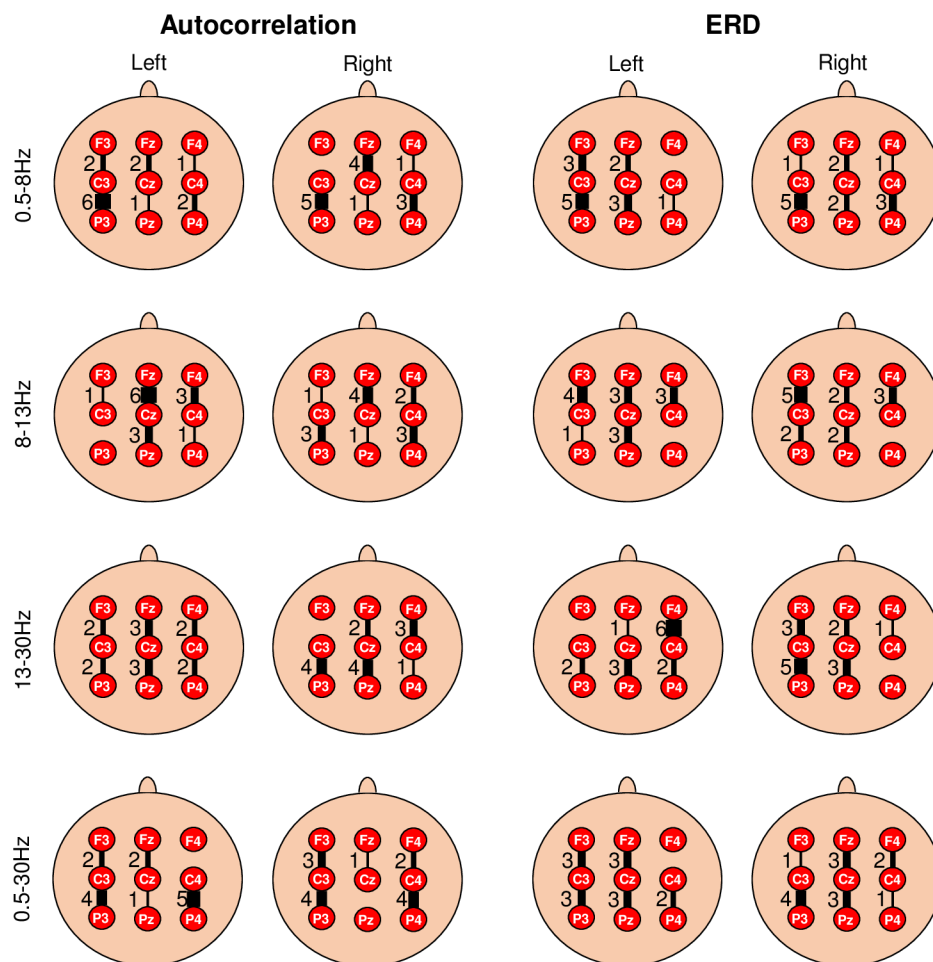 Autocorrelation ERD
Left Right Left Right
0.5-8Hz
F3 Fz F4 F3 Fz F4 F3 Fz F4 F3 Fz F4
2 2 1 4 1 3 2 1 2 1
C3 Cz C4 C3 Cz C4 C3 Cz C4 C3 Cz C4
6 1 2 5 1 3 5 3 1 5 2 3
P3 Pz P4 P3 Pz P4 P3 Pz P4 P3 Pz P4
8-13Hz
F3 Fz F4 F3 Fz F4 F3 Fz F4 F3 Fz F4
1 6 3 1 4 2 4 3 3 5 2 3
C3 Cz C4 C3 Cz C4 C3 Cz C4 C3 Cz C4
3 1 3 1 3 1 3 2 2
P3 Pz P4 P3 Pz P4 P3 Pz P4 P3 Pz P4
13-30Hz
F3 Fz F4 F3 Fz F4 F3 Fz F4 F3 Fz F4
2 3 2 2 3 1 6 3 2 1
C3 Cz C4 C3 Cz C4 C3 Cz C4 C3 Cz C4
2 3 2 4 4 1 2 3 2 5 3
P3 Pz P4 P3 Pz P4 P3 Pz P4 P3 Pz P4
0.5-30Hz
F3 Fz F4 F3 Fz F4 F3 Fz F4 F3 Fz F4
2 2 3 1 2 3 3 1 3 2
C3 Cz C4 C3 Cz C4 C3 Cz C4 C3 Cz C4
4 1 5 4 4 3 3 2 4 3 1
P3 Pz P4 P3 Pz P4 P3 Pz P4 P3 Pz P4